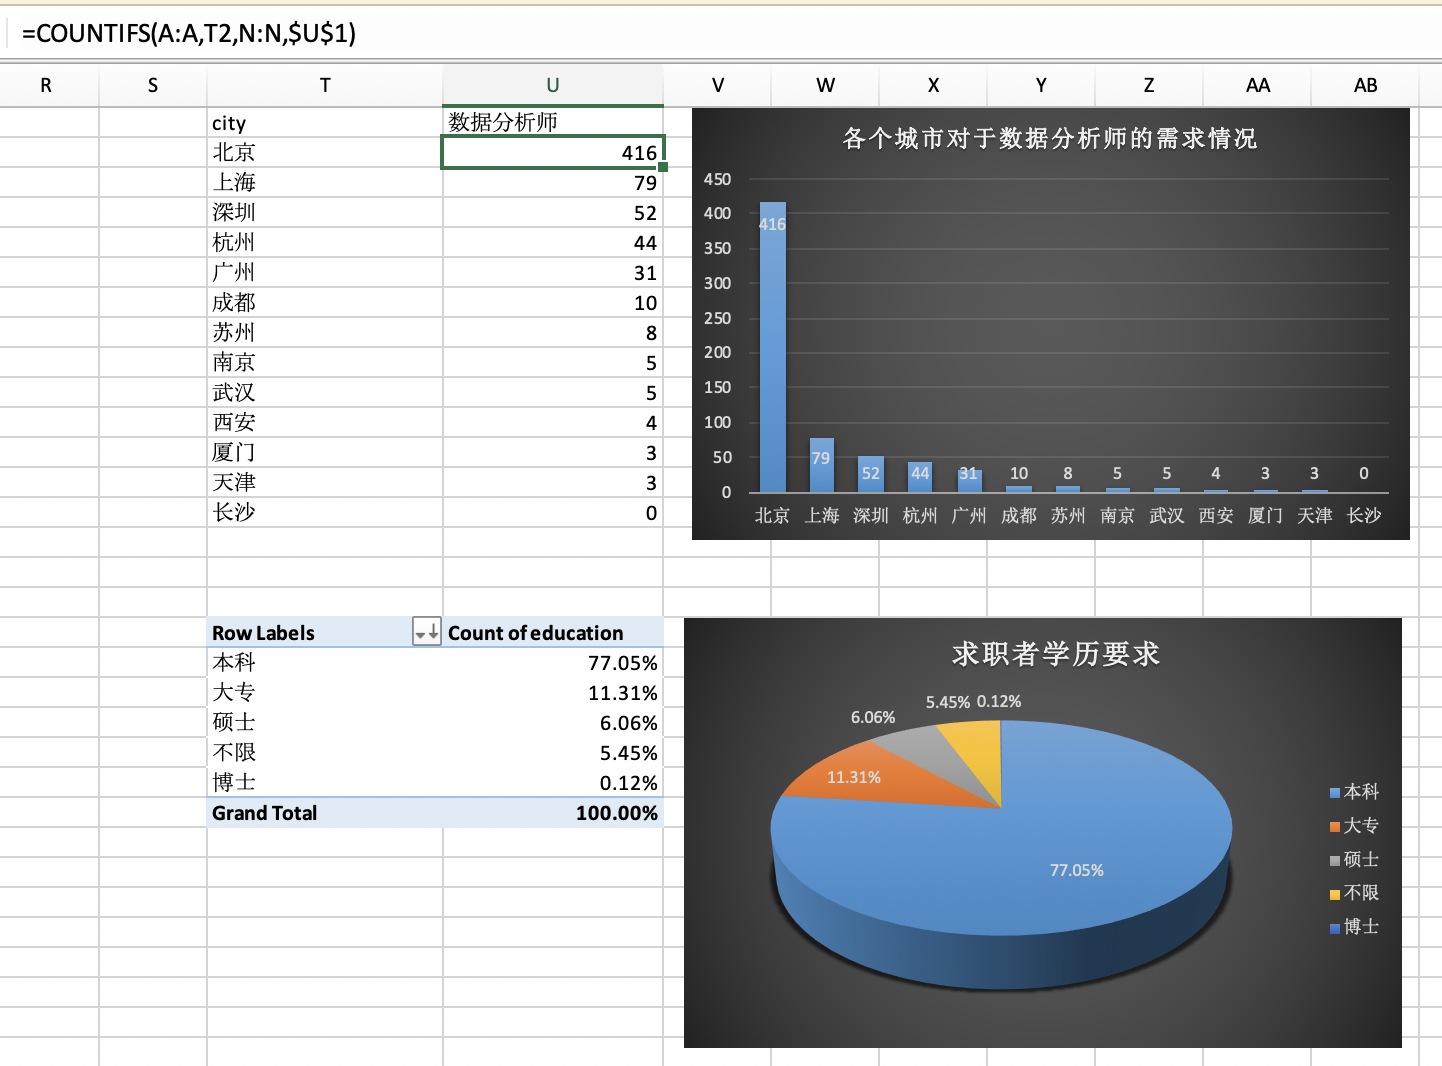 =COUNTIFS(A:A,T2,N:N,$U$1)
R S T U V W X Y Z AA AB
city 数据分析师
北京 416
上海 79
深圳 52
杭州 44
广州 31
成都 10
苏州 8
南京 5
武汉 5
西安 4
厦门 3
天津 3
长沙 0
各个城市对于数据分析师的需求情况
450
400
350
300
250
200
150
100
50
0
416 79 52 44 31 10 8 5 5 4 3 3 0
北京 上海 深圳 杭州 广州 成都 苏州 南京 武汉 西安 厦门 天津 长沙
Row Labels Count of education
本科 77.05%
大专 11.31%
硕士 6.06%
不限 5.45%
博士 0.12%
Grand Total 100.00%
求职者学历要求
5.45% 0.12%
6.06%
11.31%
77.05%
本科
大专
硕士
不限
博士